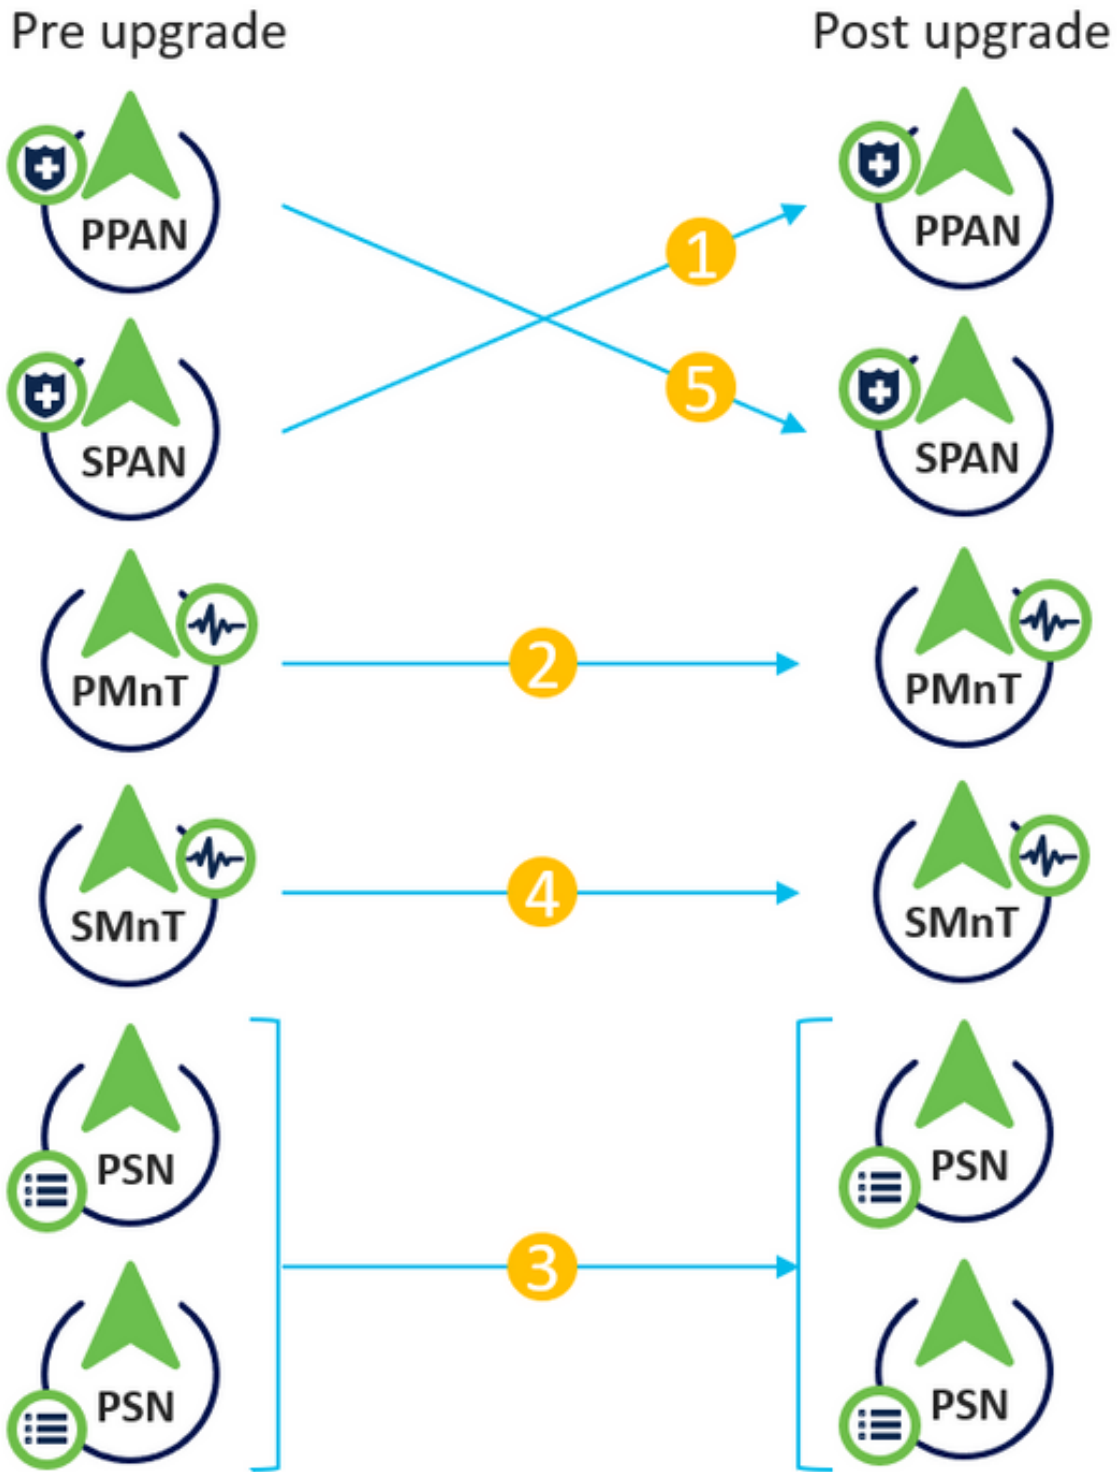 Pre upgrade
Post upgrade
PPAN
PPAN
1
5
SPAN
SPAN
PMnT
2
PMnT
SMnT
4
SMnT
PSN
PSN
3
PSN
PSN